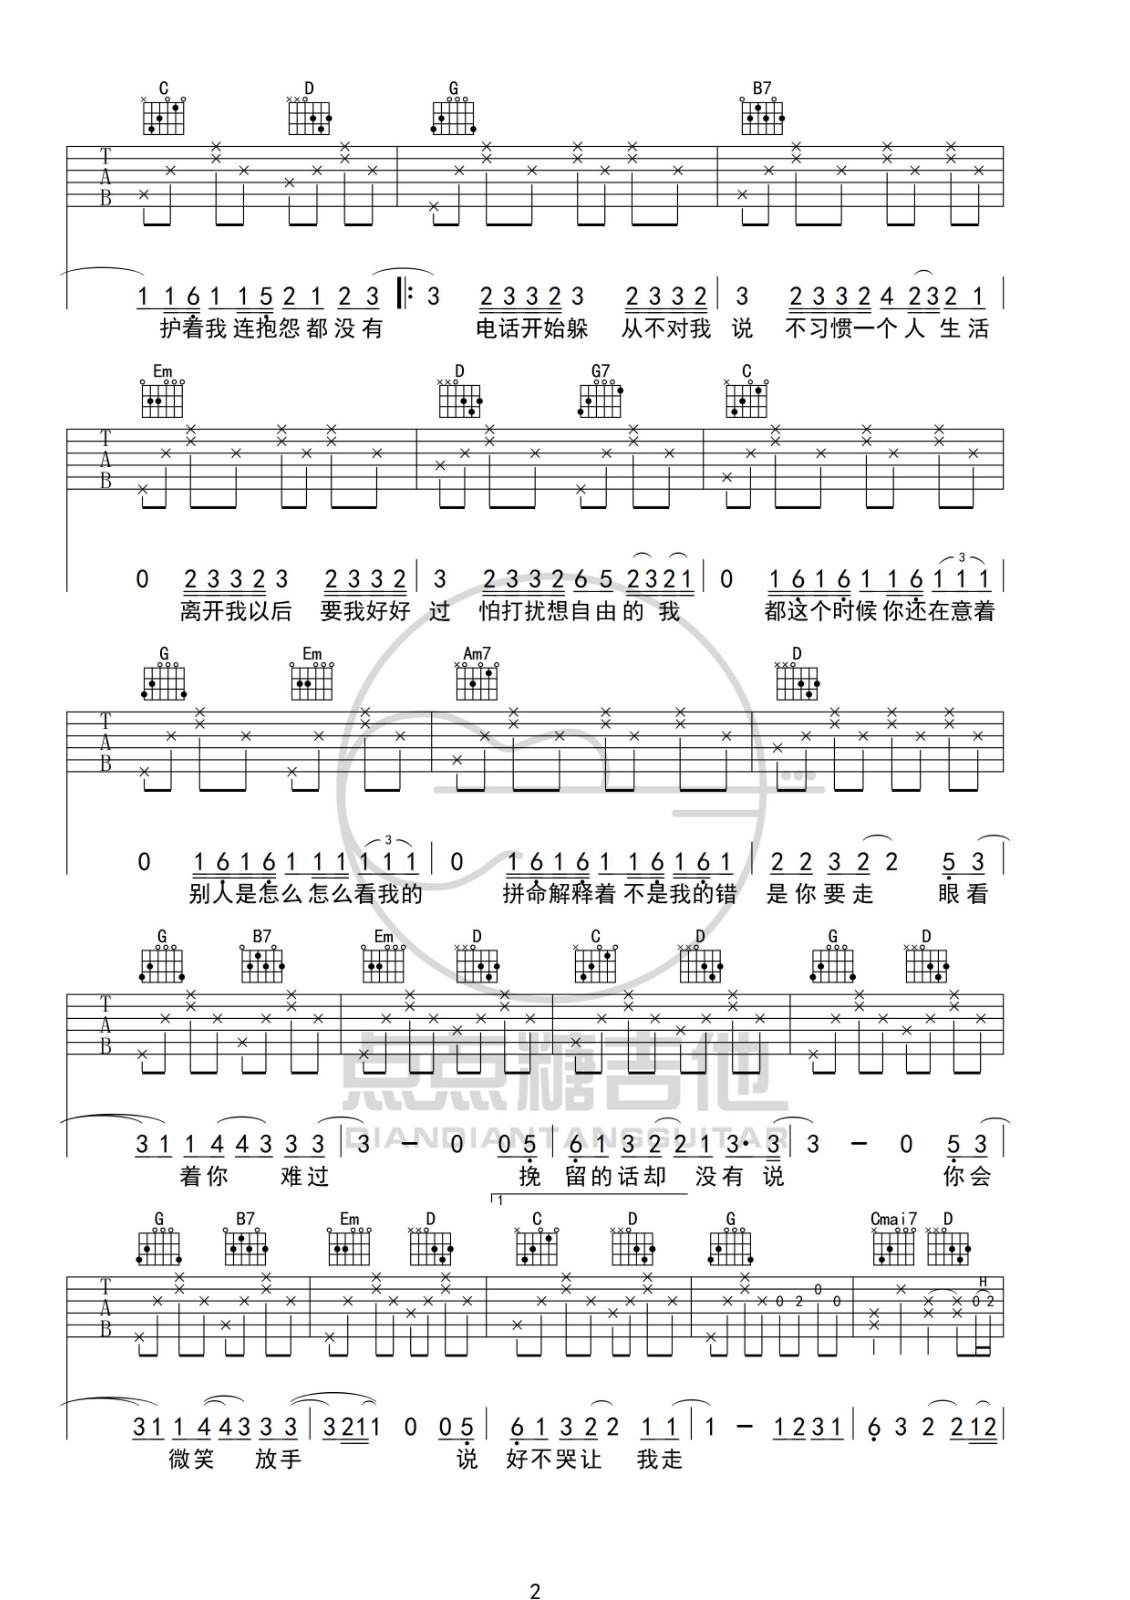 C D G B7
T
A
B
1 1 6 1 1 5 2 1 2 3 3 2 3 3 2 3 2 3 3 2 3 2 3 3 2 4 2 3 2 1
护着我连抱怨都没有 电话开始躲 从不对我 说 不习惯一个人 生活
Em D G7 C
T
A
B
3
0 2 3 3 2 3 2 3 3 2 3 2 3 3 2 6 5 2 3 2 1 0 1 6 1 6 1 1 6 1 1 1
离开我以后 要我好好 过 怕打扰想自由的 我 都这个时候你还在意着
G Em Am7 D
T
A
B
3
0 1 6 1 6 1 1 1 1 1 1 0 1 6 1 6 1 1 6 1 6 1 2 2 3 2 2 5 3
别人是怎么怎么看我的 拼命解释着 不是我的错 是你要走 眼看
G B7 Em D C D G D
T
A
B
点点糖吉他
DIANDIANTANGGUITAR
3 1 1 4 4 3 3 3 3 – 0 0 5 6 1 3 2 2 1 3· 3 3 – 0 5 3
着你 难过 挽 留的话却 没有 说 你会
1
G B7 Em D C D G Cmaj7 D
H
T
A
B
0 2 0 0 0 2
3 1 1 4 4 3 3 3 3 2 1 1 0 0 5 6 1 3 2 2 1 1 1 – 1 2 3 1 6 3 2 2 1 2
微笑 放手 说 好不哭让 我走
2